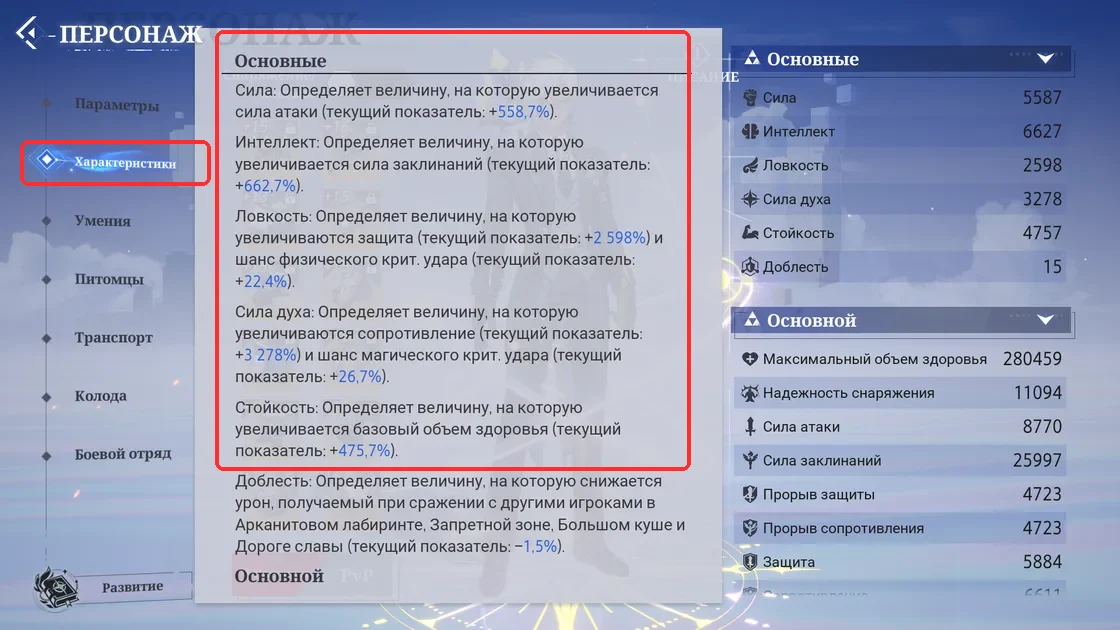 ПЕРСОНАЖ
Параметры
Характеристики
Умения
Питомцы
Транспорт
Колода
Боевой отряд
Развитие
Основные
Сила: Определяет величину, на которую увеличивается
сила атаки (текущий показатель: +558,7%).
Интеллект: Определяет величину, на которую
увеличивается сила заклинаний (текущий показатель:
+662,7%).
Ловкость: Определяет величину, на которую
увеличиваются защита (текущий показатель: +2 598%) и
шанс физического крит. удара (текущий показатель:
+22,4%).
Сила духа: Определяет величину, на которую
увеличиваются сопротивление (текущий показатель:
+3 278%) и шанс магического крит. удара (текущий
показатель: +26,7%).
Стойкость: Определяет величину, на которую
увеличивается базовый объем здоровья (текущий
показатель: +475,7%).
Доблесть: Определяет величину, на которую снижается
урон, получаемый при сражении с другими игроками в
Арканитовом лабиринте, Запретной зоне, Большом куше и
Дороге славы (текущий показатель: −1,5%).
Основной
PvP
Основные
Сила 5587
Интеллект 6627
Ловкость 2598
Сила духа 3278
Стойкость 4757
Доблесть 15
Основной
Максимальный объем здоровья 280459
Надежность снаряжения 11094
Сила атаки 8770
Сила заклинаний 25997
Прорыв защиты 4723
Прорыв сопротивления 4723
Защита 5884